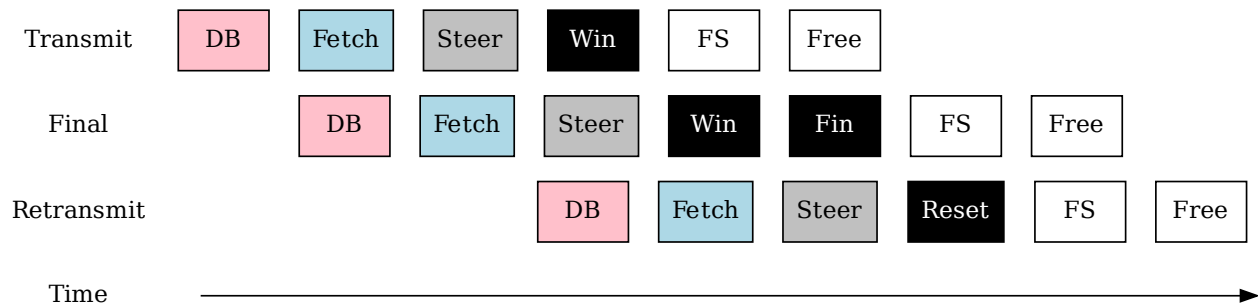 Transmit DB Fetch Steer Win FS Free
Final DB Fetch Steer Win Fin FS Free
Retransmit DB Fetch Steer Reset FS Free
Time